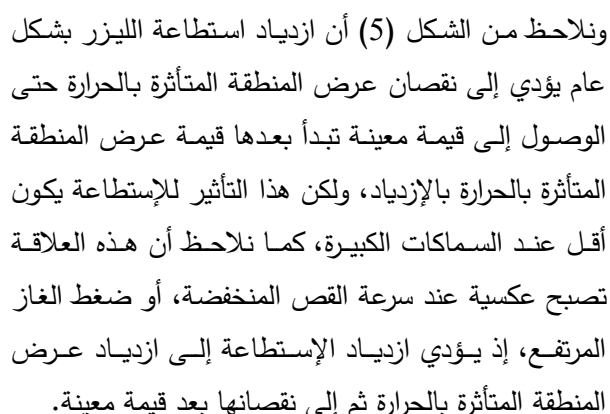 ونلاحظ من الشكل (5) أن ازدياد استطاعة الليزر بشكل
عام يؤدي إلى نقصان عرض المنطقة المتأثرة بالحرارة حتى
الوصول إلى قيمة معينة تبدأ بعدها قيمة عرض المنطقة
المتأثرة بالحرارة بالإزدياد، ولكن هذا التأثير للإستطاعة يكون
أقل عند السماكات الكبيرة، كما نلاحظ أن هذه العلاقة
تصبح عكسية عند سرعة القص المنخفضة، أو ضغط الغاز
المرتفع، إذ يؤدي ازدياد الإستطاعة إلى ازدياد عرض
المنطقة المتأثرة بالحرارة ثم إلى نقصانها بعد قيمة معينة.